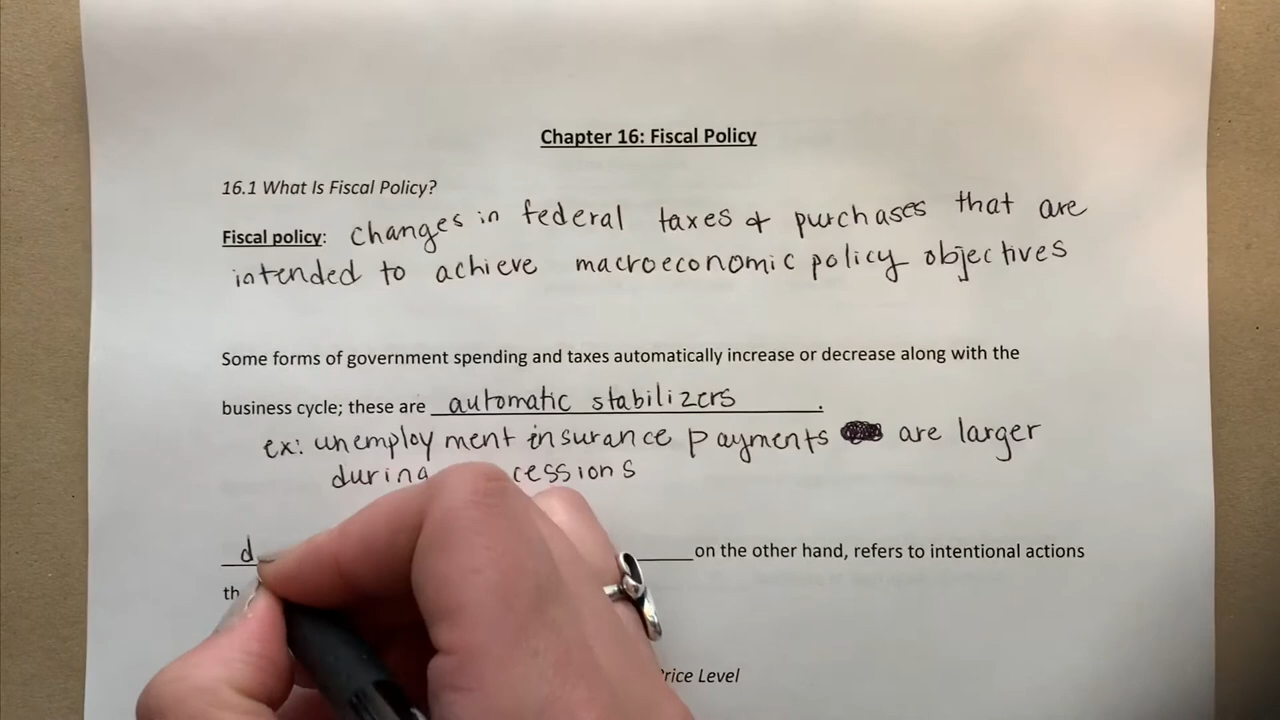 Chapter 16: Fiscal Policy
16.1 What Is Fiscal Policy?
Fiscal policy: changes in federal taxes & purchases that are
intended to achieve macroeconomic policy objectives
Some forms of government spending and taxes automatically increase or decrease along with the
business cycle; these are automatic stabilizers.
ex: unemployment insurance payments are larger
during cessions
d on the other hand, refers to intentional actions
th
Price Level